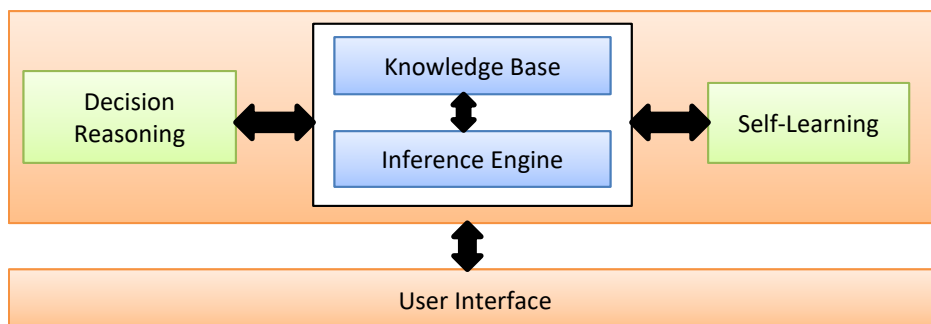 Knowledge Base
Decision
Reasoning
Self-Learning
Inference Engine
User Interface